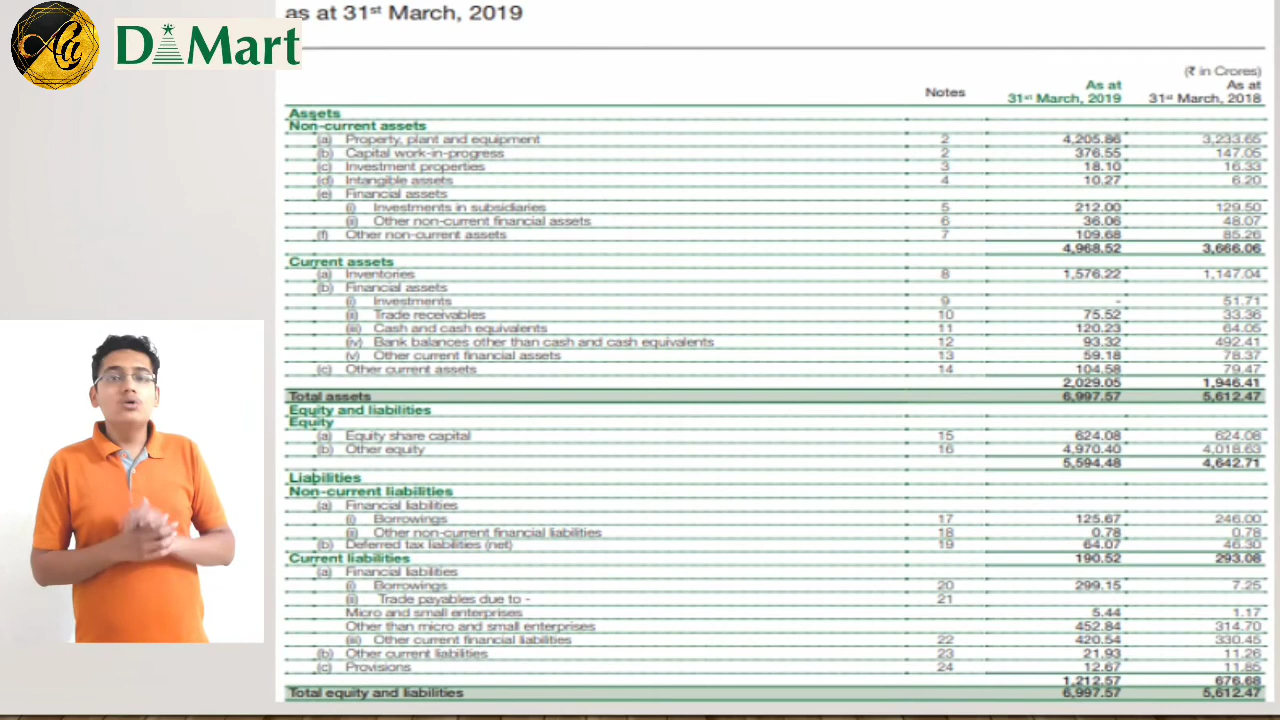 as at 31st March, 2019
D Mart
(₹ in Crores)
Notes As at 31st March, 2019 As at 31st March, 2018
Assets
Non-current assets
(a) Property, plant and equipment 2 4,205.86 3,233.65
(b) Capital work-in-progress 2 376.55 147.05
(c) Investment properties 3 18.10 16.33
(d) Intangible assets 4 10.27 6.20
(e) Financial assets
(i) Investments in subsidiaries 5 212.00 129.50
(ii) Other non-current financial assets 6 36.06 48.07
(f) Other non-current assets 7 109.68 85.26
4,968.52 3,666.06
Current assets
(a) Inventories 8 1,576.22 1,147.04
(b) Financial assets
(i) Investments 9 - 51.71
(ii) Trade receivables 10 75.52 33.36
(iii) Cash and cash equivalents 11 120.23 64.05
(iv) Bank balances other than cash and cash equivalents 12 93.32 492.41
(v) Other current financial assets 13 59.18 78.37
(c) Other current assets 14 104.58 79.47
2,029.05 1,946.41
Total assets 6,997.57 5,612.47
Equity and liabilities
Equity
(a) Equity share capital 15 624.08 624.08
(b) Other equity 16 4,970.40 4,018.63
5,594.48 4,642.71
Liabilities
Non-current liabilities
(a) Financial liabilities
(i) Borrowings 17 125.67 246.00
(ii) Other non-current financial liabilities 18 0.78 0.78
(b) Deferred tax liabilities (net) 19 64.07 46.30
Current liabilities 190.52 293.08
(a) Financial liabilities
(i) Borrowings 20 299.15 7.25
(ii) Trade payables due to - 21
Micro and small enterprises 5.44 1.17
Other than micro and small enterprises 452.84 314.70
(iii) Other current financial liabilities 22 420.54 330.45
(b) Other current liabilities 23 21.93 11.26
(c) Provisions 24 12.67 11.85
1,212.57 676.68
Total equity and liabilities 6,997.57 5,612.47